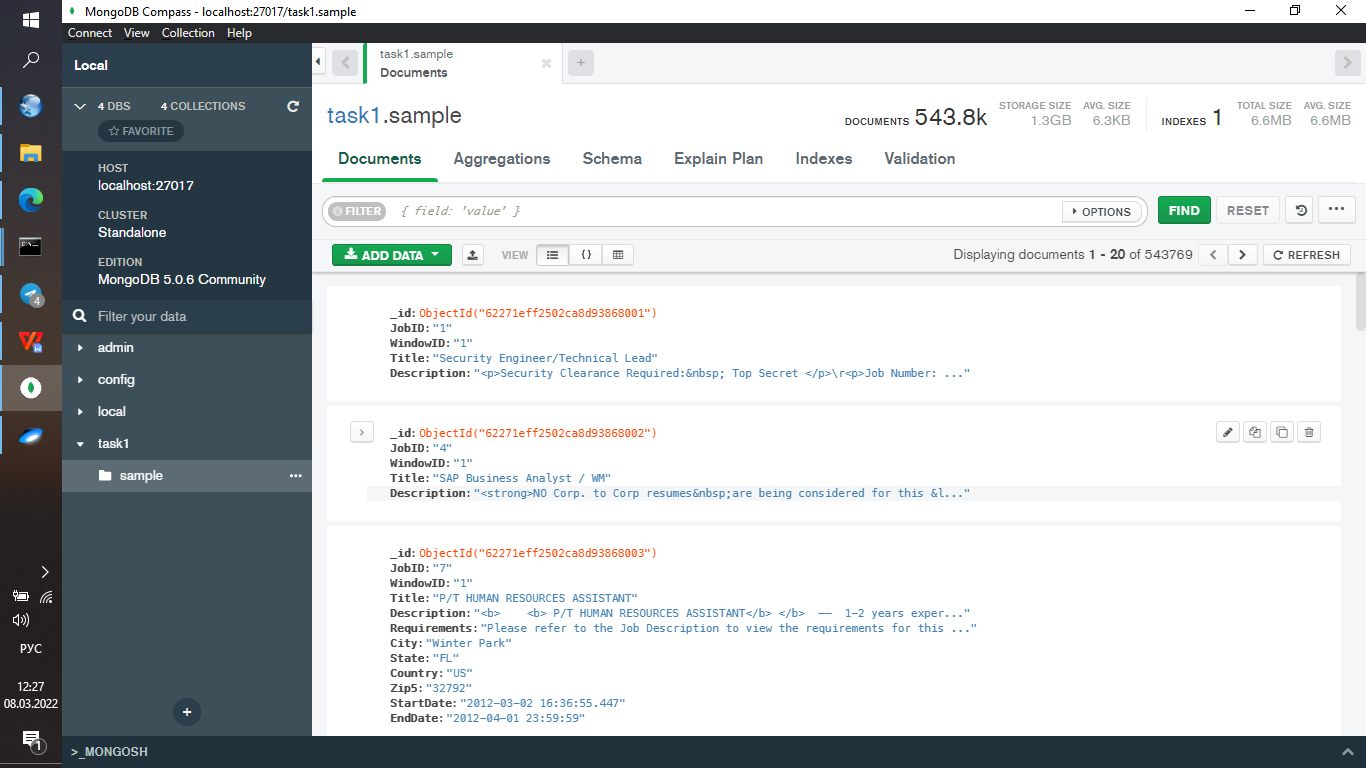 MongoDB Compass - localhost:27017/task1.sample
Connect View Collection Help
Local
4 DBS 4 COLLECTIONS
FAVORITE
HOST
localhost:27017
CLUSTER
Standalone
EDITION
MongoDB 5.0.6 Community
Filter your data
admin
config
local
task1
sample
task1.sample
Documents
task1.sample
DOCUMENTS 543.8k
STORAGE SIZE AVG. SIZE
1.3GB 6.3KB
INDEXES 1
TOTAL SIZE AVG. SIZE
6.6MB 6.6MB
Documents Aggregations Schema Explain Plan Indexes Validation
FILTER { field: 'value' } OPTIONS FIND RESET
ADD DATA VIEW {} Displaying documents 1 - 20 of 543769 REFRESH
_id: ObjectId("62271eff2502ca8d93868001")
JobID: "1"
WindowID: "1"
Title: "Security Engineer/Technical Lead"
Description: "<p>Security Clearance Required:&nbsp; Top Secret </p>\r<p>Job Number: ..."
_id: ObjectId("62271eff2502ca8d93868002")
JobID: "4"
WindowID: "1"
Title: "SAP Business Analyst / WM"
Description: "<strong>NO Corp. to Corp resumes&nbsp;are being considered for this &l..."
_id: ObjectId("62271eff2502ca8d93868003")
JobID: "7"
WindowID: "1"
Title: "P/T HUMAN RESOURCES ASSISTANT"
Description: "<b>    <b> P/T HUMAN RESOURCES ASSISTANT</b> </b>  ––  1-2 years exper..."
Requirements: "Please refer to the Job Description to view the requirements for this ..."
City: "Winter Park"
State: "FL"
Country: "US"
Zip5: "32792"
StartDate: "2012-03-02 16:36:55.447"
EndDate: "2012-04-01 23:59:59"
>_MONGOSH
4
РУС
12:27
08.03.2022
1